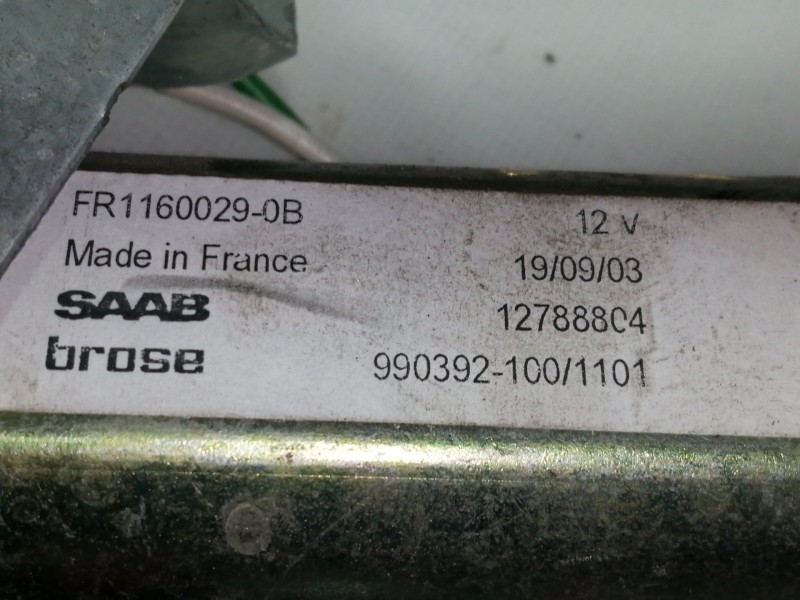 FR1160029-0B 12 V
Made in France 19/09/03
SAAB 12788804
brose 990392-100/1101